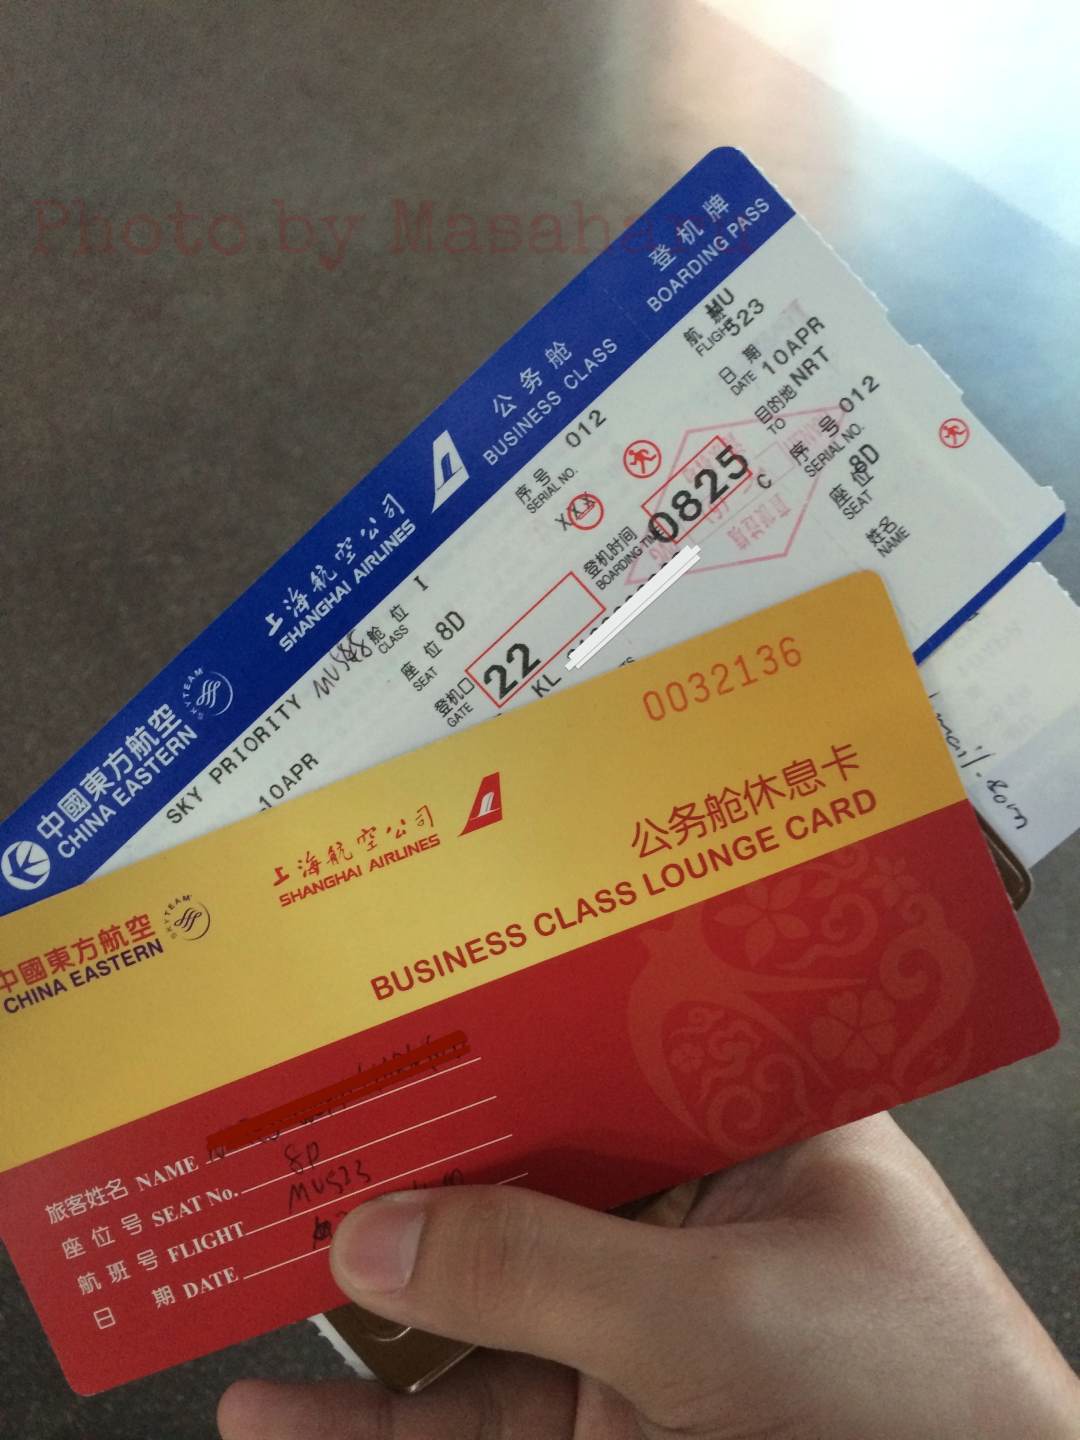 Photo by Masaharu
登机牌
BOARDING PASS
公务舱
BUSINESS CLASS
上海航空公司
SHANGHAI AIRLINES
中國東方航空
CHINA EASTERN
SKYTEAM
航班
FLIGHT
MU
523
日期
DATE
10APR
目的地
TO
NRT
序号
SERIAL NO.
012
座位
SEAT
8D
姓名
NAME
序号
SERIAL NO.
012
XXX
登机时间
BOARDING TIME
0825
C
舱位
CLASS
I
座位
SEAT
8D
登机口
GATE
22
KL
SKY PRIORITY
10APR
0032136
上海航空公司
SHANGHAI AIRLINES
公务舱休息卡
BUSINESS CLASS LOUNGE CARD
中國東方航空
CHINA EASTERN
SKYTEAM
旅客姓名 NAME
座位号 SEAT No. 8D
航班号 FLIGHT MU523
日期 DATE